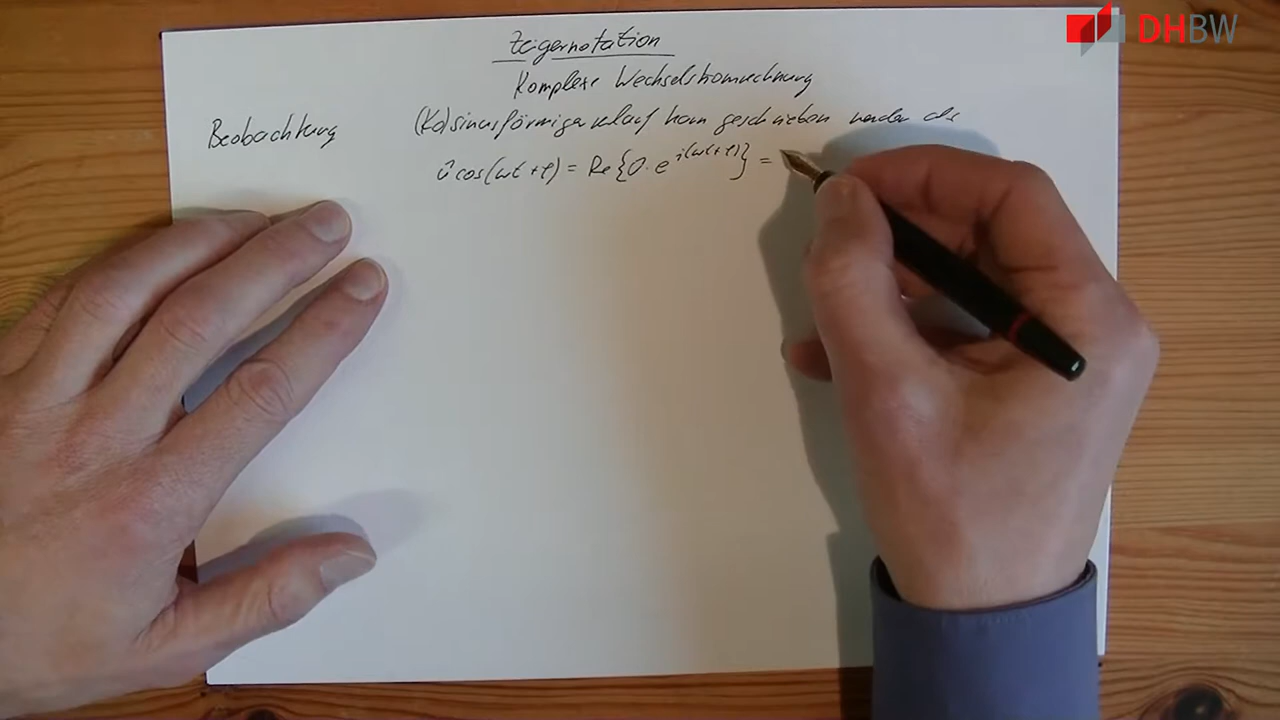 DHBW
Zeigernotation
Komplexe Wechselstromrechnung
Beobachtung (Ko)sinusförmiger verlauf kann geschrieben werden als
û cos(ωt + φ) = Re{û · e^{i(ωt+φ)}} =